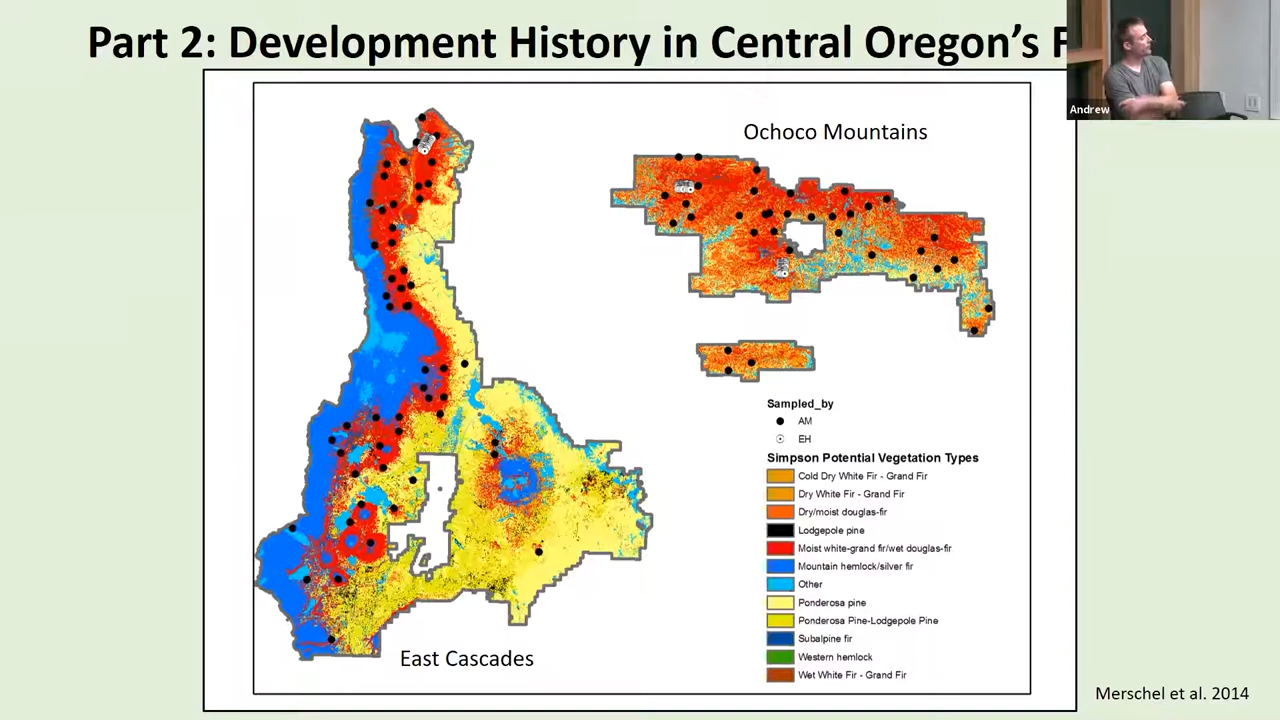 Part 2: Development History in Central Oregon's F
Andrew
Ochoco Mountains
Sampled_by
AM
EH
Simpson Potential Vegetation Types
Cold Dry White Fir - Grand Fir
Dry White Fir - Grand Fir
Dry/moist douglas-fir
Lodgepole pine
Moist white-grand fir/wet douglas-fir
Mountain hemlock/silver fir
Other
Ponderosa pine
Ponderosa Pine-Lodgepole Pine
Subalpine fir
Western hemlock
Wet White Fir - Grand Fir
East Cascades
Merschel et al. 2014